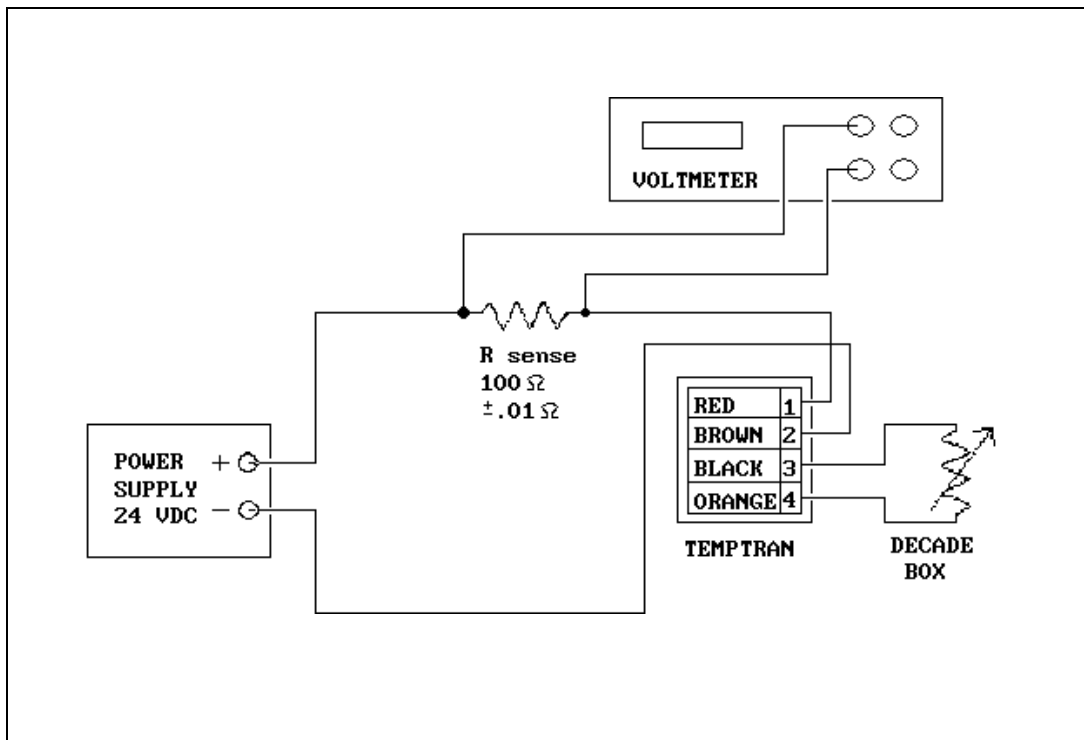 VOLTMETER
R sense
100 Ω
±.01 Ω
POWER +
SUPPLY
24 VDC −
RED 1
BROWN 2
BLACK 3
ORANGE 4
TEMPTRAN
DECADE
BOX